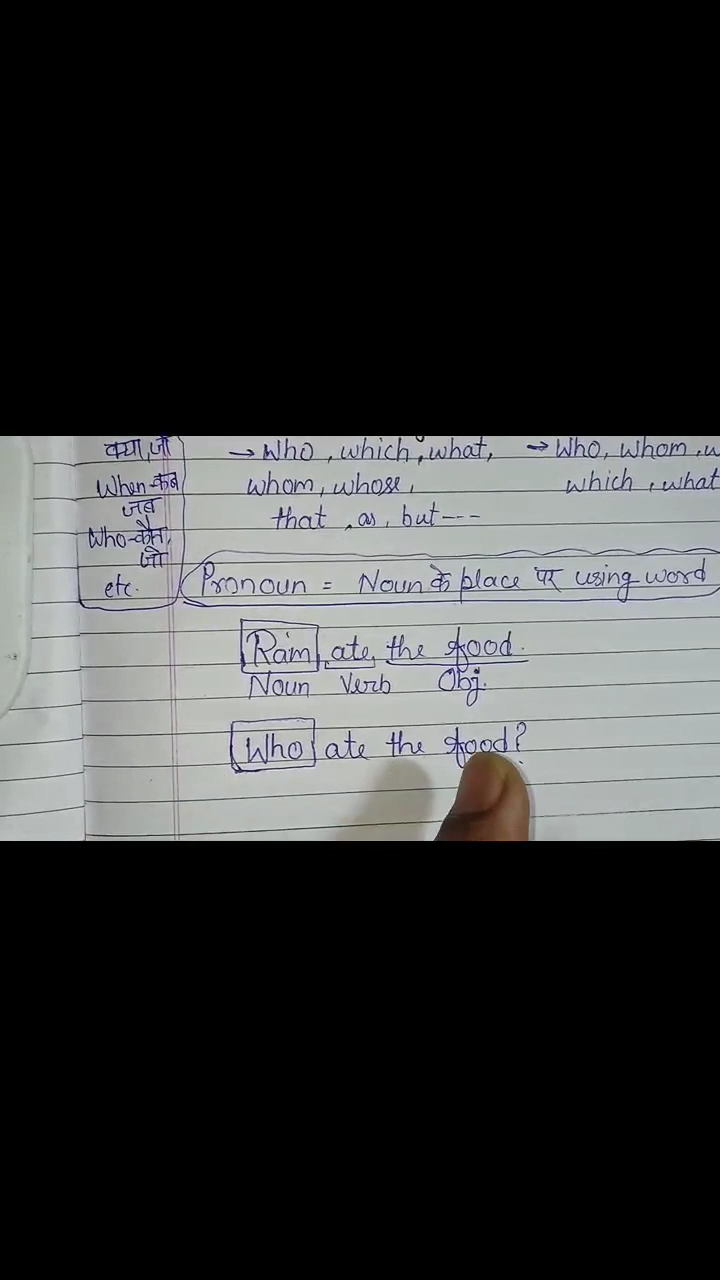 क्या, जो
→ Who, which, what,
→ Who, whom,
When-कब
जब
whom, whose,
which, what
that, as, but---
Who-कौन,
जो
etc.
Pronoun = Noun के place पर using word
Ram ate the food.
Noun Verb Obj.
Who ate the food?